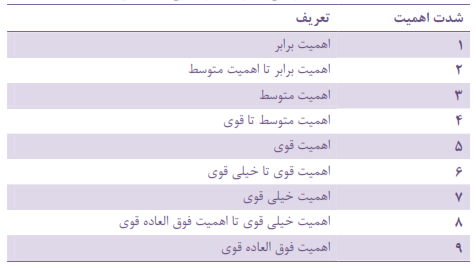 شدت اهمیت تعریف
۱ اهمیت برابر
۲ اهمیت برابر تا اهمیت متوسط
۳ اهمیت متوسط
۴ اهمیت متوسط تا قوی
۵ اهمیت قوی
۶ اهمیت قوی تا خیلی قوی
۷ اهمیت خیلی قوی
۸ اهمیت خیلی قوی تا اهمیت فوق العاده قوی
۹ اهمیت فوق العاده قوی